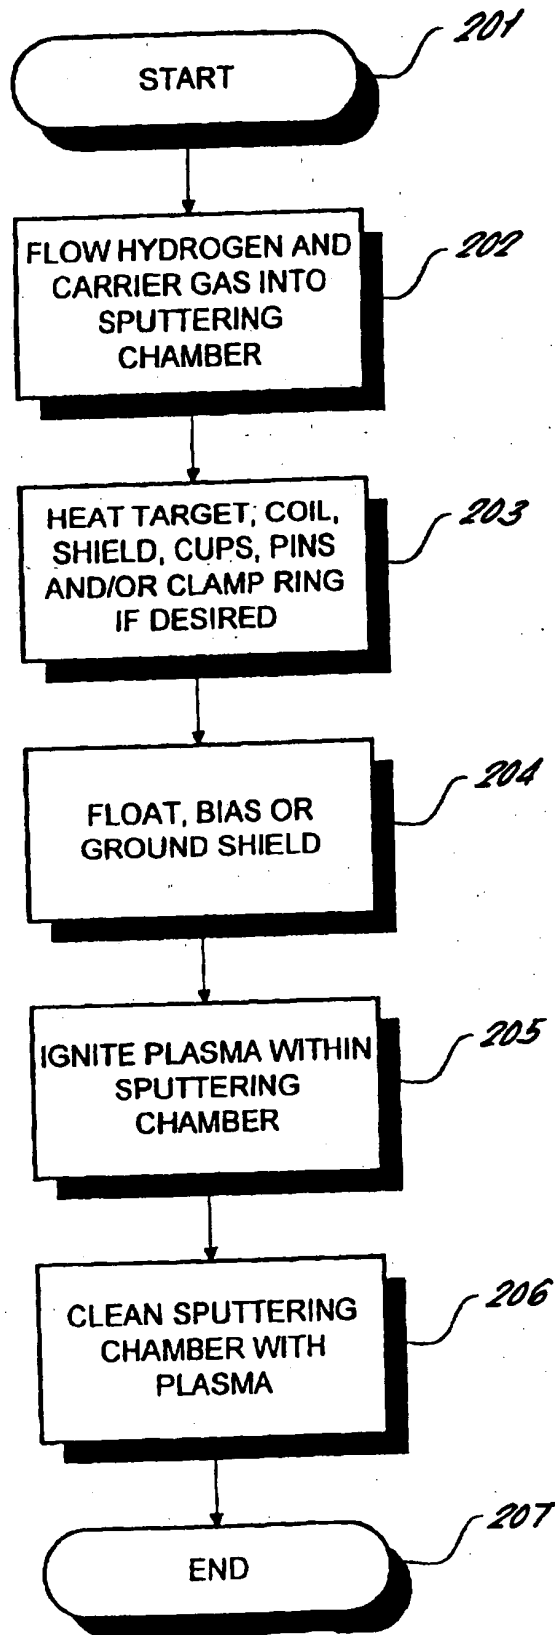 201
START
FLOW HYDROGEN AND
CARRIER GAS INTO
SPUTTERING
CHAMBER
202
HEAT TARGET, COIL,
SHIELD, CUPS, PINS
AND/OR CLAMP RING
IF DESIRED
203
FLOAT, BIAS OR
GROUND SHIELD
204
IGNITE PLASMA WITHIN
SPUTTERING
CHAMBER
205
CLEAN SPUTTERING
CHAMBER WITH
PLASMA
206
END
207